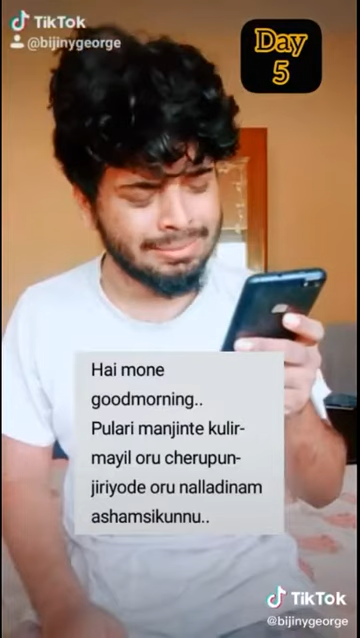 TikTok
@bijinygeorge
Day
5
Hai mone
goodmorning..
Pulari manjinte kulir-
mayil oru cherupun-
jiriyode oru nalladinam
ashamsikunnu..
TikTok
@bijinygeorge